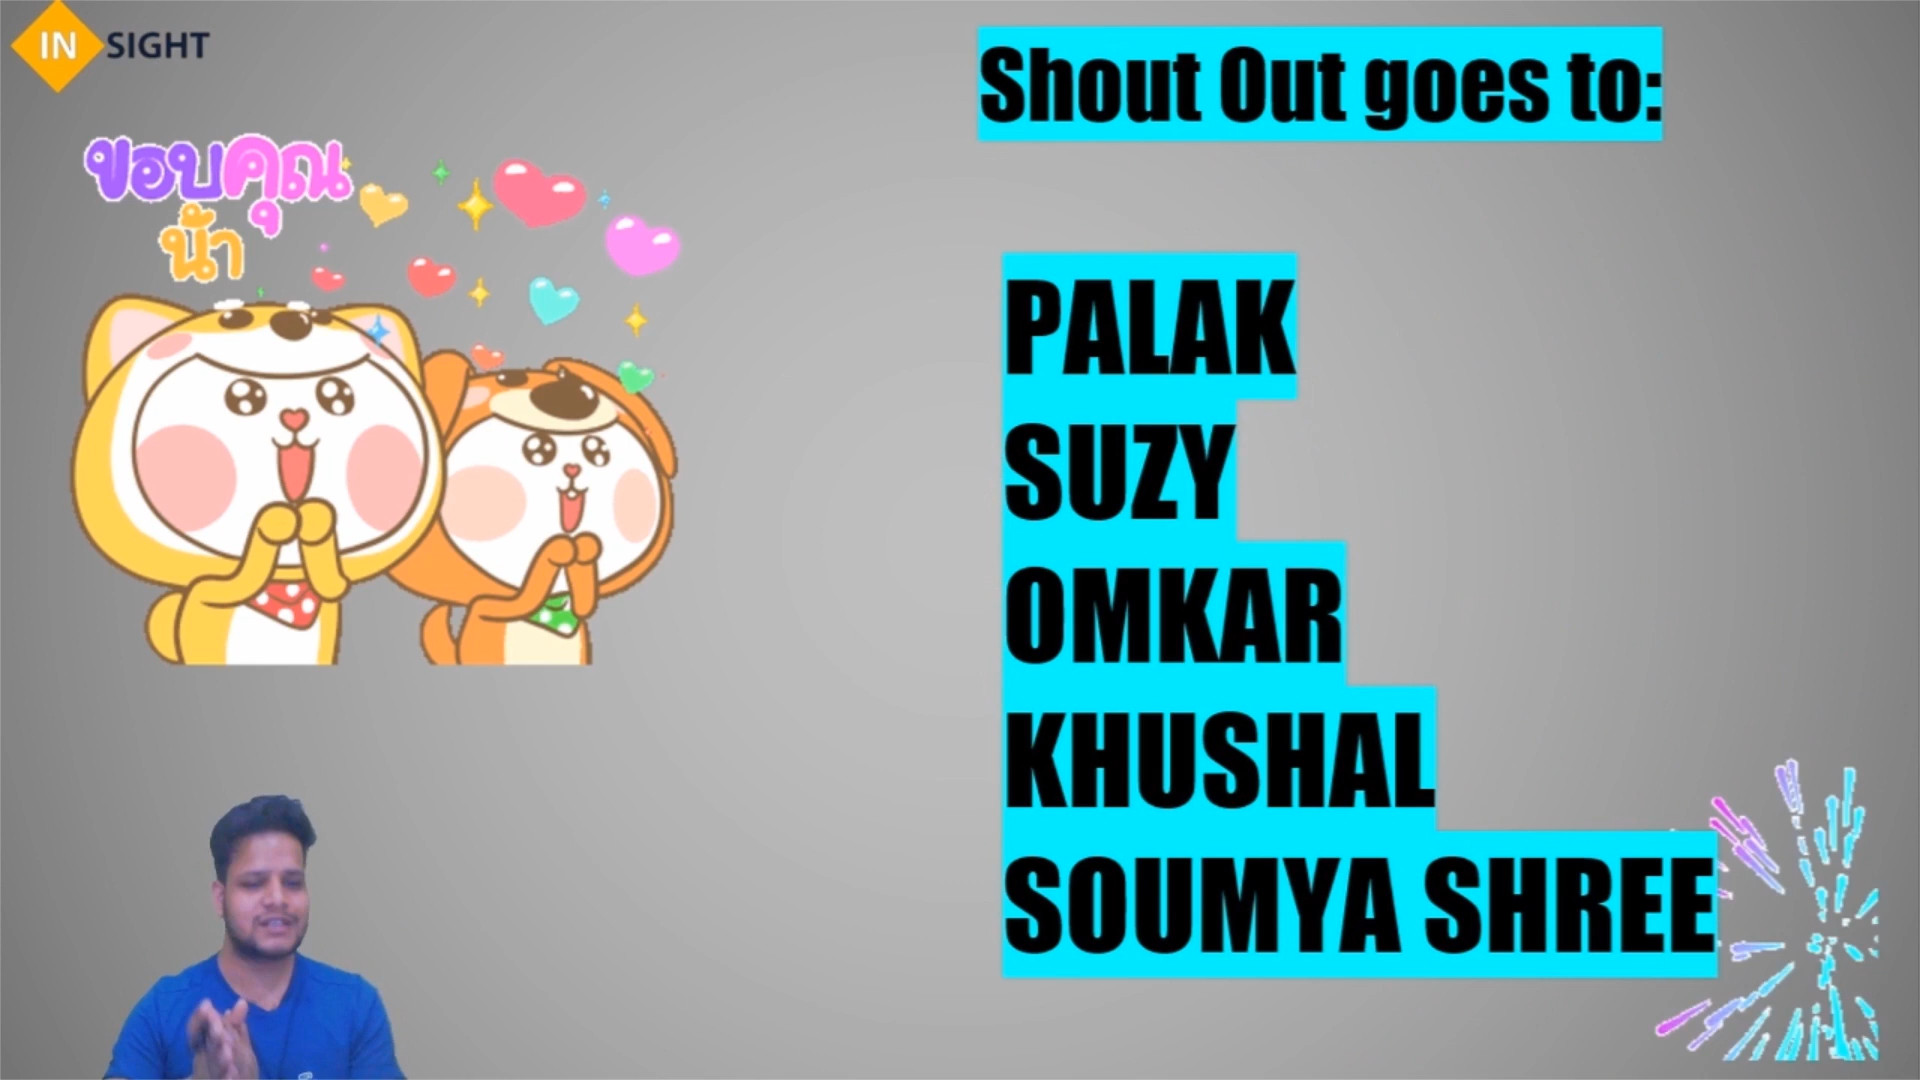 IN SIGHT
Shout Out goes to:
ขอบคุณ
น้า
PALAK
SUZY
OMKAR
KHUSHAL
SOUMYA SHREE